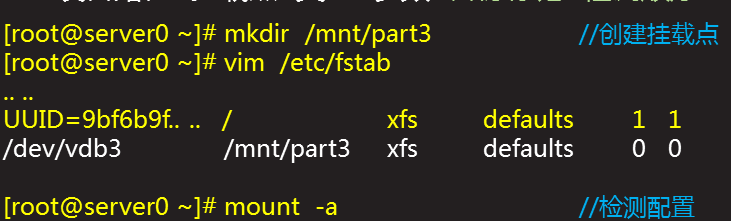 [root@server0 ~]# mkdir /mnt/part3 //创建挂载点
[root@server0 ~]# vim /etc/fstab
.. ..
UUID=9bf6b9f.. .. / xfs defaults 1 1
/dev/vdb3 /mnt/part3 xfs defaults 0 0
[root@server0 ~]# mount -a //检测配置